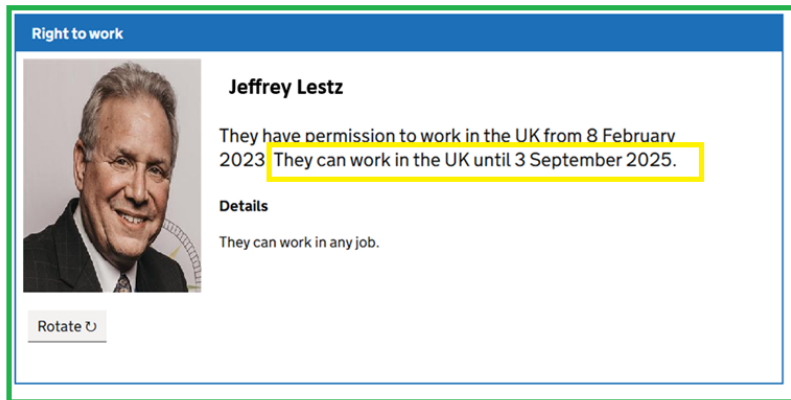 Right to work
Jeffrey Lestz
They have permission to work in the UK from 8 February
2023. They can work in the UK until 3 September 2025.
Details
They can work in any job.
Rotate ↻